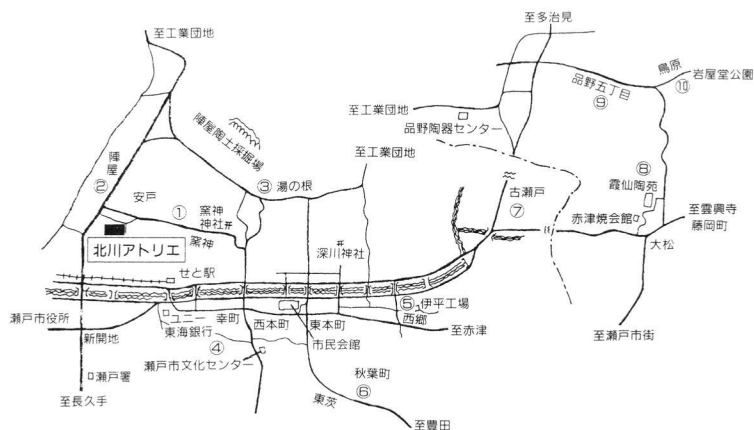 至多治見
至工業団地
鳥原
岩屋堂公園
⑩
品野五丁目
⑨
至工業団地
品野陶器センター
陣屋陶土採掘場
至工業団地
陣屋
②
③湯の根
⑧
霞仙陶苑
安戸
古瀬戸
⑦
①
窯神
神社
赤津焼会館
至雲興寺
藤岡町
窯神
北川アトリエ
深川神社
大松
せと駅
⑤伊平工場
ユニー
幸町
西郷
瀬戸市役所
東海銀行
西本町
東本町
至赤津
新開地
至瀬戸市街
市民会館
④
瀬戸市文化センター
秋葉町
瀬戸署
⑥
東茨
至長久手
至豊田